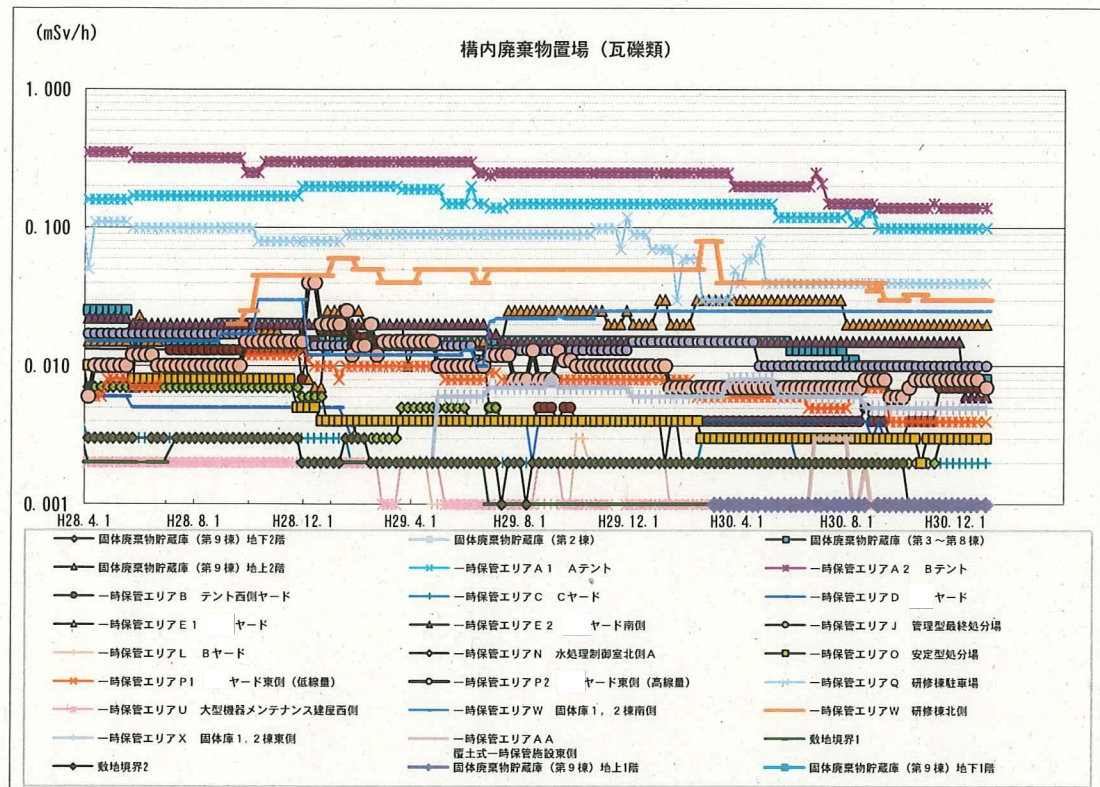 (mSv/h)
構内廃棄物置場（瓦礫類）
1.000
0.100
0.010
0.001
H28. 4. 1 H28. 8. 1 H28. 12. 1 H29. 4. 1 H29. 8. 1 H29. 12. 1 H30. 4. 1 H30. 8. 1 H30. 12. 1
固体廃棄物貯蔵庫（第9棟）地下2階 固体廃棄物貯蔵庫（第2棟） 固体廃棄物貯蔵庫（第3～第8棟）
固体廃棄物貯蔵庫（第9棟）地上2階 一時保管エリアA1 Aテント 一時保管エリアA2 Bテント
一時保管エリアB テント西側ヤード 一時保管エリアC Cヤード 一時保管エリアD ヤード
一時保管エリアE1 ヤード 一時保管エリアE2 ヤード南側 一時保管エリアJ 管理型最終処分場
一時保管エリアL Bヤード 一時保管エリアN 水処理制御室北側A 一時保管エリアO 安定型処分場
一時保管エリアP1 ヤード東側（低線量） 一時保管エリアP2 ヤード東側（高線量） 一時保管エリアQ 研修棟駐車場
一時保管エリアU 大型機器メンテナンス建屋西側 一時保管エリアW 固体庫1,2棟南側 一時保管エリアW 研修棟北側
一時保管エリアX 固体庫1,2棟東側 一時保管エリアAA 敷地境界1
覆土式一時保管施設東側
敷地境界2 固体廃棄物貯蔵庫（第9棟）地上1階 固体廃棄物貯蔵庫（第9棟）地下1階